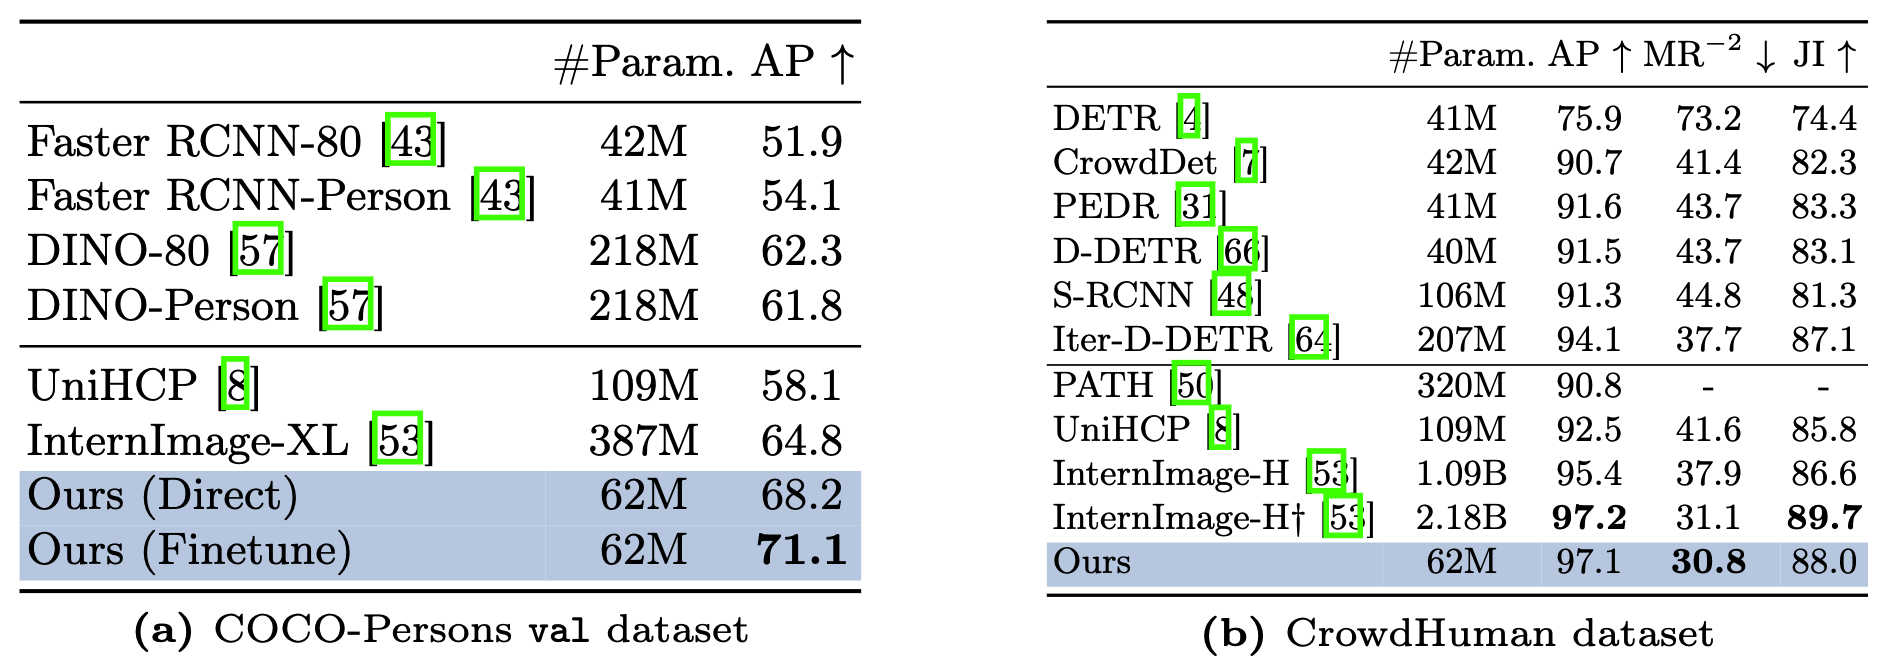 #Param. AP ↑
Faster RCNN-80 [43] 42M 51.9
Faster RCNN-Person [43] 41M 54.1
DINO-80 [57] 218M 62.3
DINO-Person [57] 218M 61.8
UniHCP [8] 109M 58.1
InternImage-XL [53] 387M 64.8
Ours (Direct) 62M 68.2
Ours (Finetune) 62M 71.1
(a) COCO-Persons val dataset
#Param. AP ↑ MR⁻² ↓ JI ↑
DETR [4] 41M 75.9 73.2 74.4
CrowdDet [7] 42M 90.7 41.4 82.3
PEDR [31] 41M 91.6 43.7 83.3
D-DETR [66] 40M 91.5 43.7 83.1
S-RCNN [48] 106M 91.3 44.8 81.3
Iter-D-DETR [64] 207M 94.1 37.7 87.1
PATH [50] 320M 90.8 - -
UniHCP [8] 109M 92.5 41.6 85.8
InternImage-H [53] 1.09B 95.4 37.9 86.6
InternImage-H† [53] 2.18B 97.2 31.1 89.7
Ours 62M 97.1 30.8 88.0
(b) CrowdHuman dataset